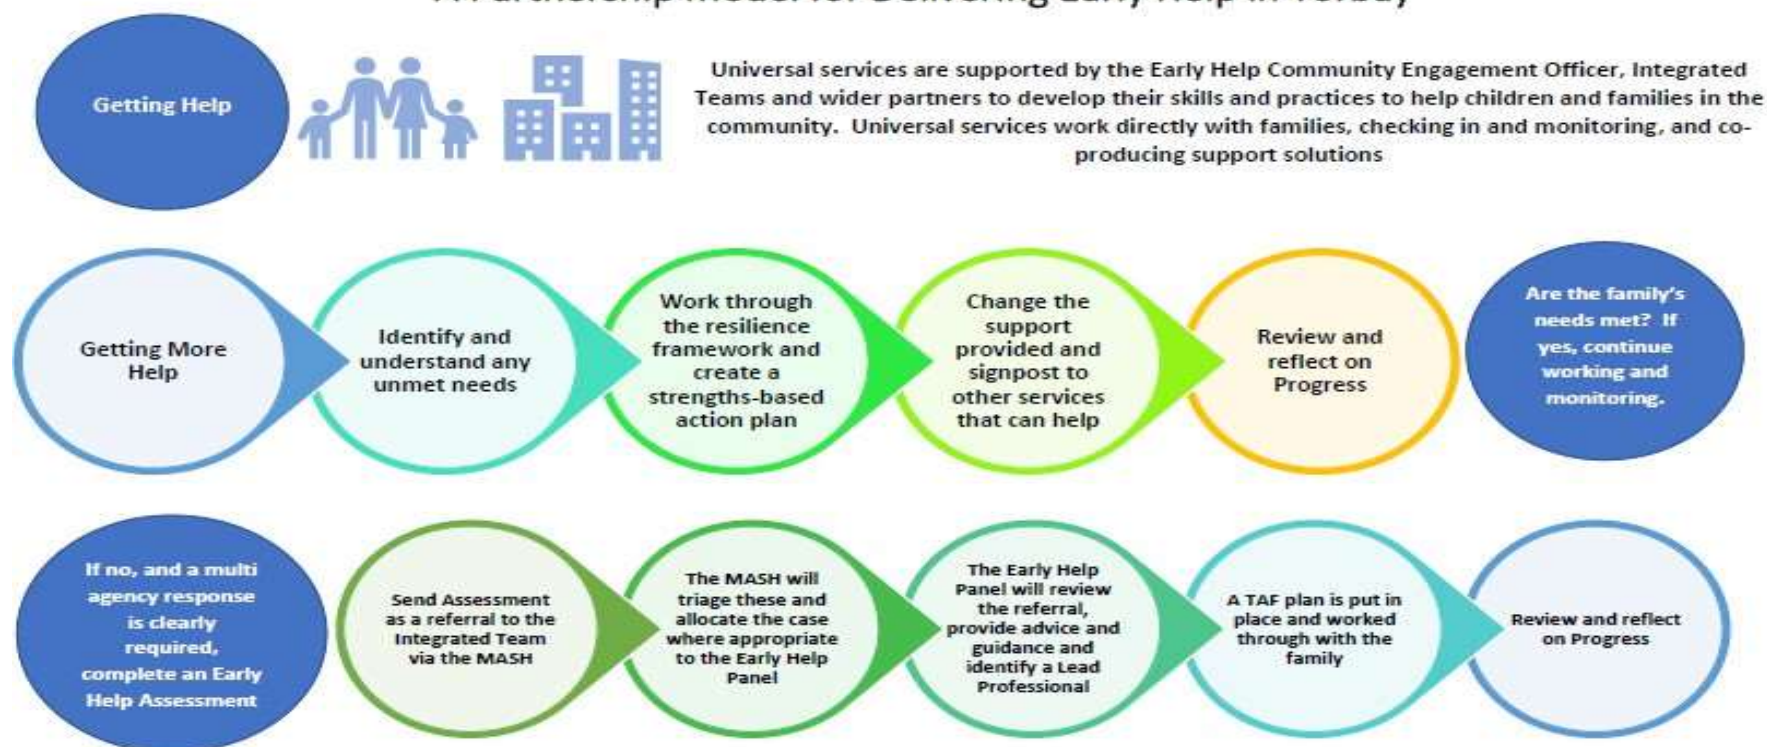 A Partnership Model for Delivering Early Help in Torbay
Getting Help
Universal services are supported by the Early Help Community Engagement Officer, Integrated
Teams and wider partners to develop their skills and practices to help children and families in the
community. Universal services work directly with families, checking in and monitoring, and co-
producing support solutions
Getting More
Help
Identify and
understand any
unmet needs
Work through
the resilience
framework and
create a
strengths-based
action plan
Change the
support
provided and
signpost to
other services
that can help
Review and
reflect on
Progress
Are the family's
needs met? If
yes, continue
working and
monitoring.
If no, and a multi
agency response
is clearly
required,
complete an Early
Help Assessment
Send Assessment
as a referral to the
Integrated Team
via the MASH
The MASH will
triage these and
allocate the case
where appropriate
to the Early Help
Panel
The Early Help
Panel will review
the referral,
provide advice and
guidance and
identify a Lead
Professional
A TAF plan is put in
place and worked
through with the
family
Review and reflect
on Progress